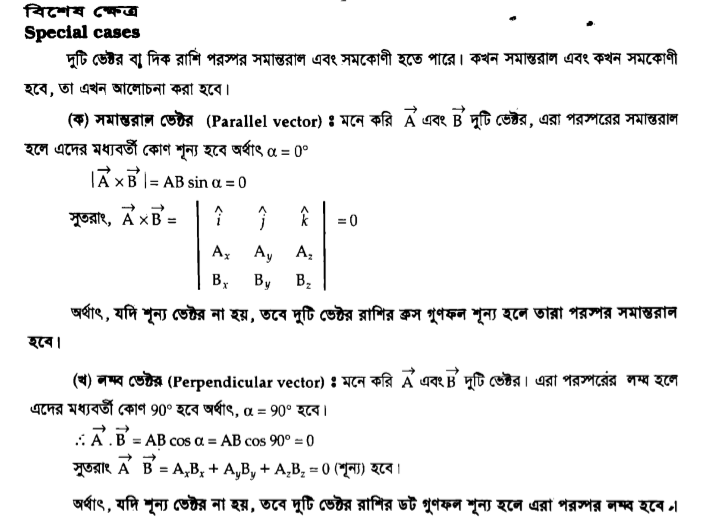 বিশেষ ক্ষেত্র
Special cases
দুটি ভেক্টর বা দিক রাশি পরস্পর সমান্তরাল এবং সমকোণী হতে পারে। কখন সমান্তরাল এবং কখন সমকোণী
হবে, তা এখন আলোচনা করা হবে।
(ক) সমান্তরাল ভেক্টর (Parallel vector) : মনে করি A⃗ এবং B⃗ দুটি ভেক্টর, এরা পরস্পরের সমান্তরাল
হলে এদের মধ্যবর্তী কোণ শূন্য হবে অর্থাৎ α = 0°
|A⃗ × B⃗| = AB sin α = 0
সুতরাং, A⃗ × B⃗ = | î ĵ k̂ | = 0
A_x A_y A_z
B_x B_y B_z
অর্থাৎ, যদি শূন্য ভেক্টর না হয়, তবে দুটি ভেক্টর রাশির ক্রস গুণফল শূন্য হলে তারা পরস্পর সমান্তরাল
হবে।
(খ) লম্ব ভেক্টর (Perpendicular vector) : মনে করি A⃗ এবং B⃗ দুটি ভেক্টর। এরা পরস্পরের লম্ব হলে
এদের মধ্যবর্তী কোণ 90° হবে অর্থাৎ, α = 90° হবে।
∴ A⃗ . B⃗ = AB cos α = AB cos 90° = 0
সুতরাং A⃗ B⃗ = A_xB_x + A_yB_y + A_zB_z = 0 (শূন্য) হবে।
অর্থাৎ, যদি শূন্য ভেক্টর না হয়, তবে দুটি ভেক্টর রাশির ডট গুণফল শূন্য হলে এরা পরস্পর লম্ব হবে।